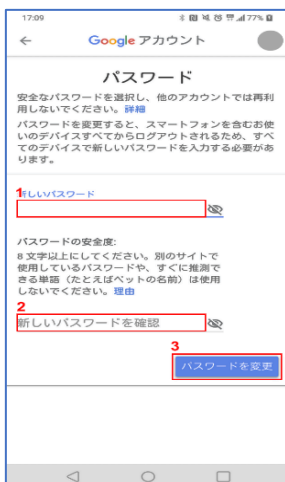 17:09 77%
Google アカウント
パスワード
安全なパスワードを選択し、他のアカウントでは再利
用しないでください。詳細
パスワードを変更すると、スマートフォンを含むお使
いのデバイスすべてからログアウトされるため、すべ
てのデバイスで新しいパスワードを入力する必要があ
ります。
1
新しいパスワード
パスワードの安全度:
8 文字以上にしてください。別のサイトで
使用しているパスワードや、すぐに推測で
きる単語（たとえばペットの名前）は使用
しないでください。理由
2
新しいパスワードを確認
3
パスワードを変更